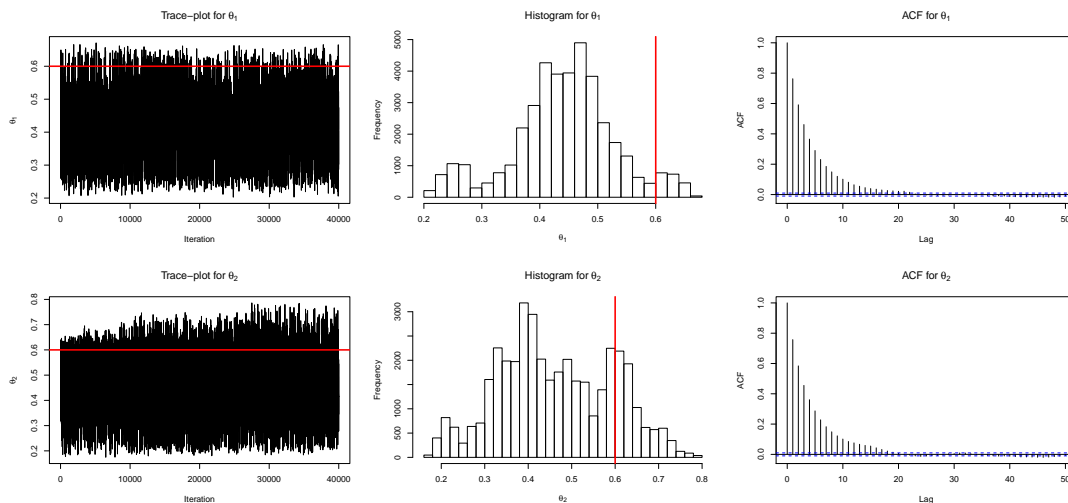 Trace−plot for θ1
Histogram for θ1
ACF for θ1
θ1
0.2 0.3 0.4 0.5 0.6
0 10000 20000 30000 40000
Iteration
Frequency
0 1000 2000 3000 4000 5000
0.2 0.3 0.4 0.5 0.6
θ1
ACF
0.0 0.2 0.4 0.6 0.8 1.0
0 10 20 30 40 50
Lag
Trace−plot for θ2
Histogram for θ2
ACF for θ2
θ2
0.2 0.3 0.4 0.5 0.6 0.7 0.8
0 10000 20000 30000 40000
Iteration
Frequency
0 1000 2000 3000
0.2 0.3 0.4 0.5 0.6 0.7 0.8
θ2
ACF
0.0 0.2 0.4 0.6 0.8 1.0
0 10 20 30 40 50
Lag